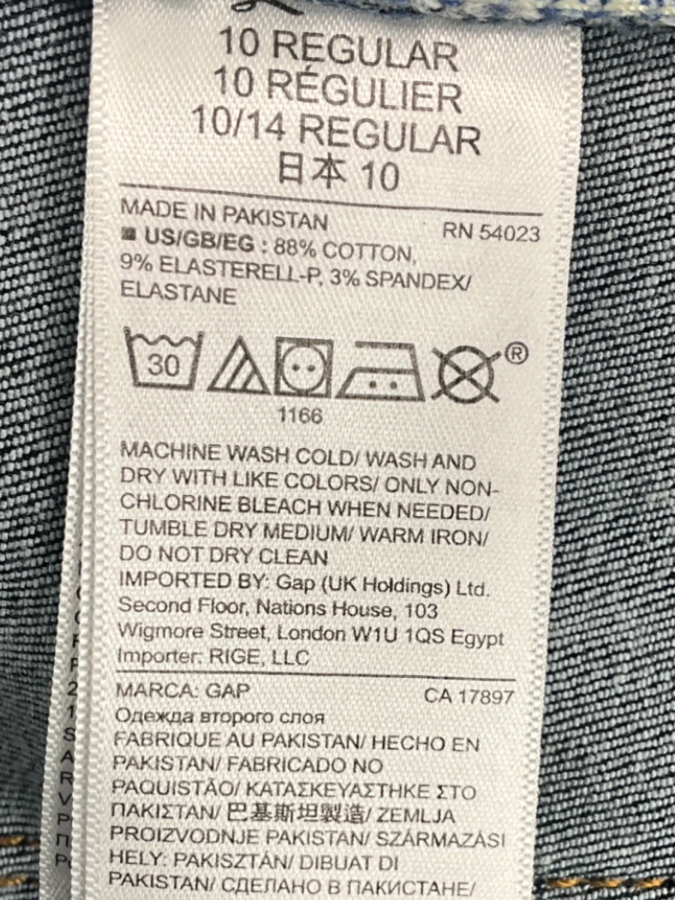 10 REGULAR
10 RÉGULIER
10/14 REGULAR
日本 10
MADE IN PAKISTAN RN 54023
US/GB/EG : 88% COTTON,
9% ELASTERELL-P, 3% SPANDEX/
ELASTANE
30 ®
1166
MACHINE WASH COLD/ WASH AND
DRY WITH LIKE COLORS/ ONLY NON-
CHLORINE BLEACH WHEN NEEDED/
TUMBLE DRY MEDIUM/ WARM IRON/
DO NOT DRY CLEAN
IMPORTED BY: Gap (UK Holdings) Ltd.
Second Floor, Nations House, 103
Wigmore Street, London W1U 1QS Egypt
Importer: RIGE, LLC
MARCA: GAP CA 17897
Одежда второго слоя
FABRIQUE AU PAKISTAN/ HECHO EN
PAKISTAN/ FABRICADO NO
PAQUISTÃO/ ΚΑΤΑΣΚΕΥΑΣΤΗΚΕ ΣΤΟ
ΠΑΚΙΣΤΑΝ/ 巴基斯坦製造/ ZEMLJA
PROIZVODNJE PAKISTAN/ SZÁRMAZÁSI
HELY: PAKISZTÁN/ DIBUAT DI
PAKISTAN/ СДЕЛАНО В ПАКИСТАНЕ/